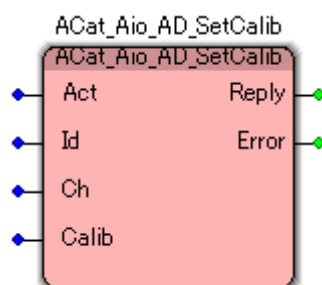 ACat_Aio_AD_SetCalib
ACat_Aio_AD_SetCalib
Act Reply
Id Error
Ch
Calib